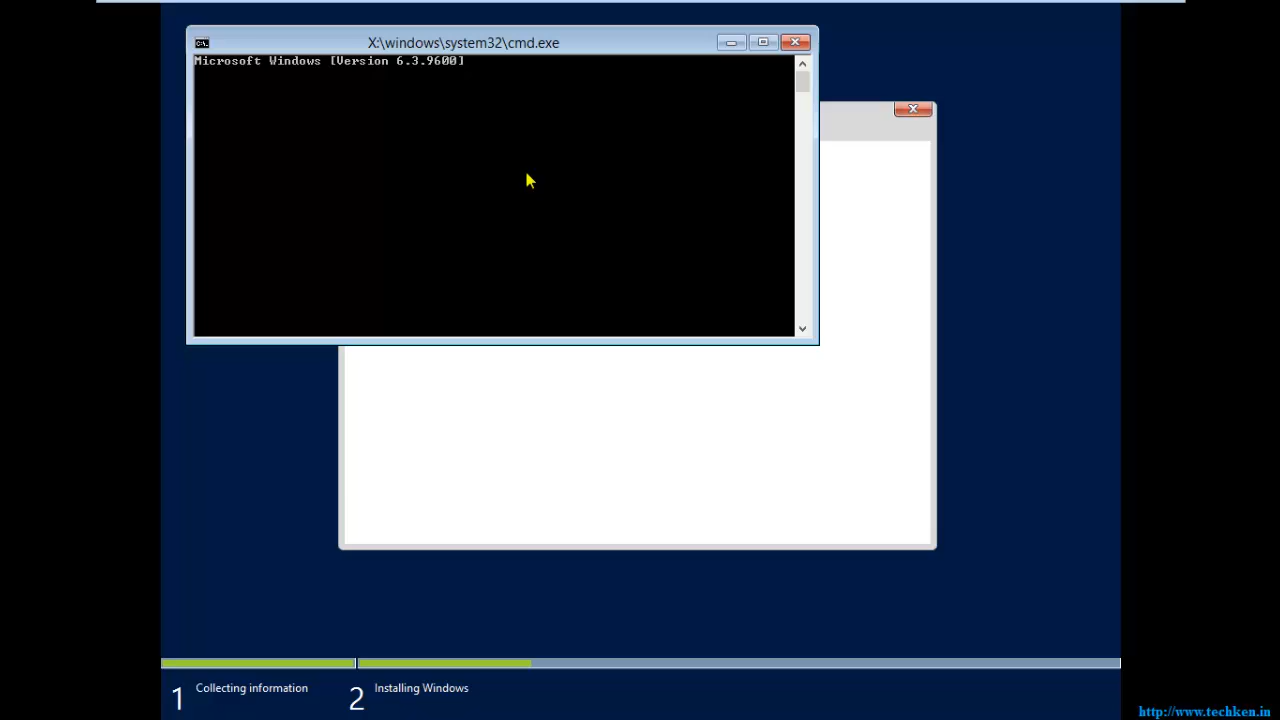 X:\windows\system32\cmd.exe
Microsoft Windows [Version 6.3.9600]
1 Collecting information
2 Installing Windows
http://www.techken.in